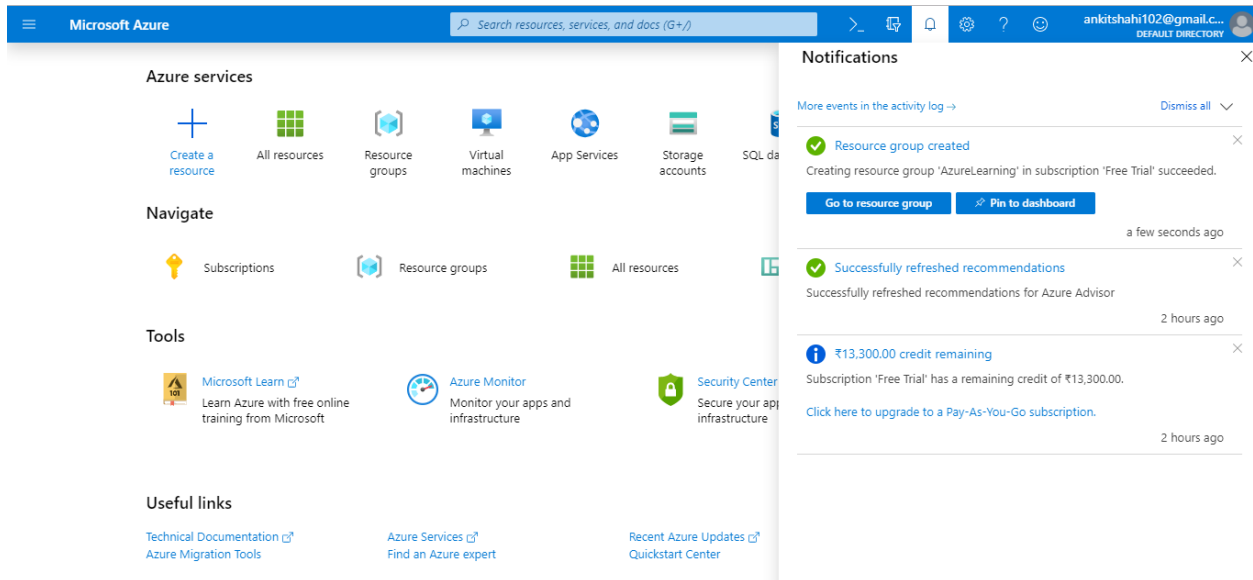 Microsoft Azure
Search resources, services, and docs (G+/)
ankitshahi102@gmail.c...
DEFAULT DIRECTORY
Azure services
Create a
resource
All resources
Resource
groups
Virtual
machines
App Services
Storage
accounts
SQL da
Navigate
Subscriptions
Resource groups
All resources
Tools
101
Microsoft Learn
Learn Azure with free online
training from Microsoft
Azure Monitor
Monitor your apps and
infrastructure
Security Center
Secure your app
infrastructure
Useful links
Technical Documentation
Azure Services
Recent Azure Updates
Azure Migration Tools
Find an Azure expert
Quickstart Center
Notifications
More events in the activity log →
Dismiss all
Resource group created
Creating resource group 'AzureLearning' in subscription 'Free Trial' succeeded.
Go to resource group
Pin to dashboard
a few seconds ago
Successfully refreshed recommendations
Successfully refreshed recommendations for Azure Advisor
2 hours ago
₹13,300.00 credit remaining
Subscription 'Free Trial' has a remaining credit of ₹13,300.00.
Click here to upgrade to a Pay-As-You-Go subscription.
2 hours ago